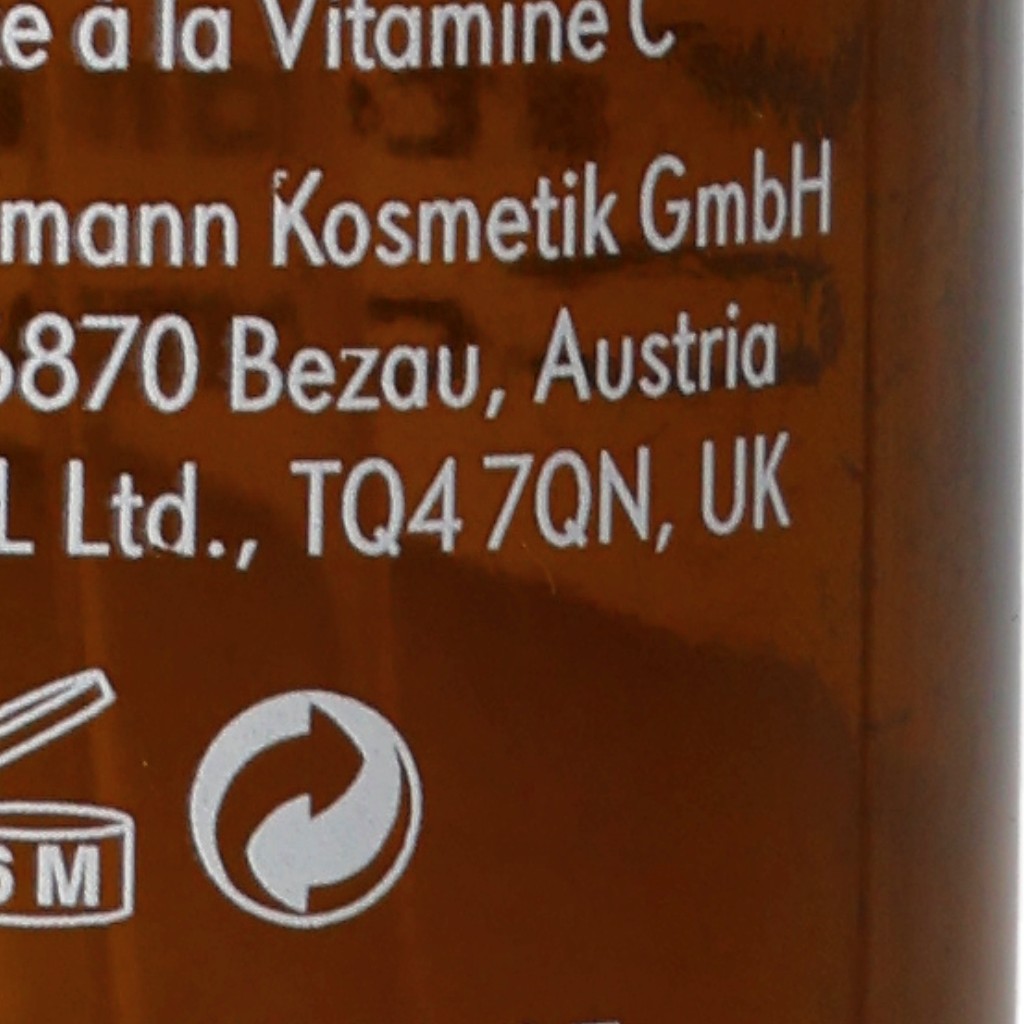 à la Vitamine C
mann Kosmetik GmbH
6870 Bezau, Austria
L Ltd., TQ4 7QN, UK
6 M